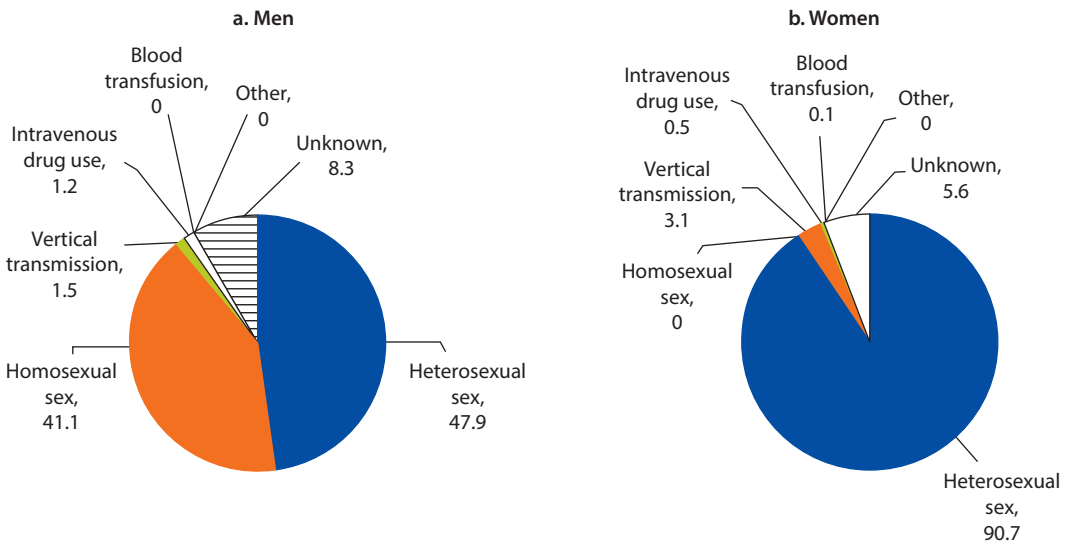 a. Men
Blood
transfusion,
0
Other,
0
Intravenous
drug use,
1.2
Unknown,
8.3
Vertical
transmission,
1.5
Homosexual
sex,
41.1
Heterosexual
sex,
47.9
b. Women
Blood
transfusion,
0.1
Intravenous
drug use,
0.5
Other,
0
Vertical
transmission,
3.1
Unknown,
5.6
Homosexual
sex,
0
Heterosexual
sex,
90.7